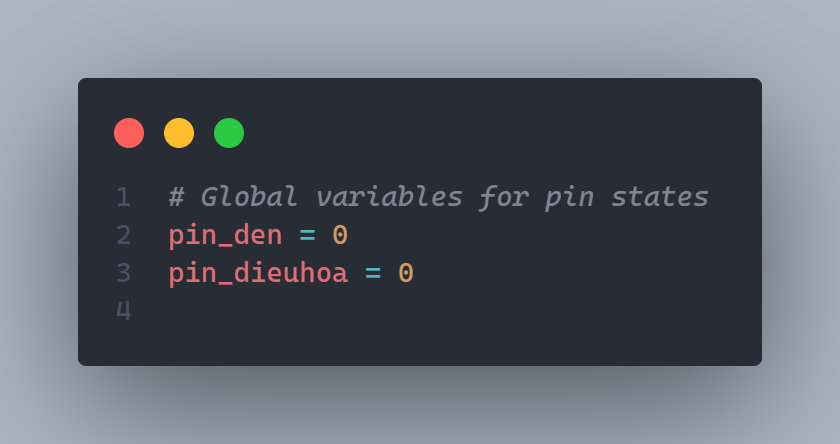 1 # Global variables for pin states
2 pin_den = 0
3 pin_dieuhoa = 0
4